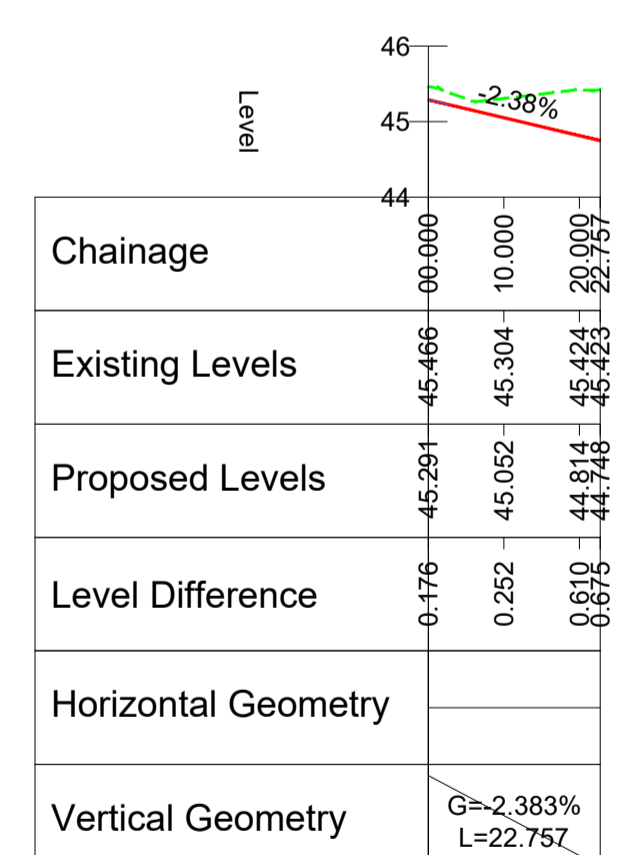 46
Level
-2.38%
45
44
Chainage 00.000 10.000 20.000 22.757
Existing Levels 45.466 45.304 45.424 45.423
Proposed Levels 45.291 45.052 44.814 44.748
Level Difference 0.176 0.252 0.610 0.675
Horizontal Geometry
Vertical Geometry
G=-2.383%
L=22.757